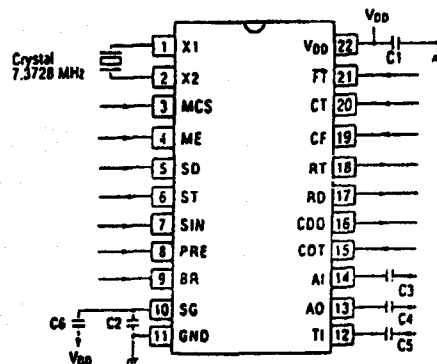 VDD
1 X1
VDD 22
C1
A
Crystal
7.3728 MHz
2 X2
FT 21
3 MCS
CT 20
4 ME
CF 19
5 SD
RT 18
6 ST
RD 17
7 SIN
CDO 16
8 PRE
CDT 15
9 BR
AI 14
C3
10 SG
AO 13
C4
C6
C2
11 GND
TI 12
C5
VDD